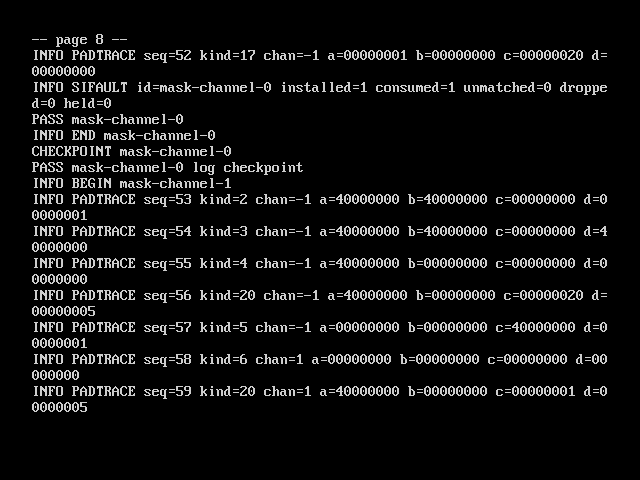 -- page 8 --
INFO PADTRACE seq=52 kind=17 chan=-1 a=00000001 b=00000000 c=00000020 d=
00000000
INFO SIFAULT id=mask-channel-0 installed=1 consumed=1 unmatched=0 droppe
d=0 held=0
PASS mask-channel-0
INFO END mask-channel-0
CHECKPOINT mask-channel-0
PASS mask-channel-0 log checkpoint
INFO BEGIN mask-channel-1
INFO PADTRACE seq=53 kind=2 chan=-1 a=40000000 b=40000000 c=00000000 d=0
0000001
INFO PADTRACE seq=54 kind=3 chan=-1 a=40000000 b=40000000 c=00000000 d=4
0000000
INFO PADTRACE seq=55 kind=4 chan=-1 a=40000000 b=00000000 c=00000000 d=0
0000000
INFO PADTRACE seq=56 kind=20 chan=-1 a=40000000 b=00000000 c=00000020 d=
00000005
INFO PADTRACE seq=57 kind=5 chan=-1 a=00000000 b=00000000 c=40000000 d=0
0000001
INFO PADTRACE seq=58 kind=6 chan=1 a=00000000 b=00000000 c=00000000 d=00
000000
INFO PADTRACE seq=59 kind=20 chan=1 a=40000000 b=00000000 c=00000001 d=0
0000005